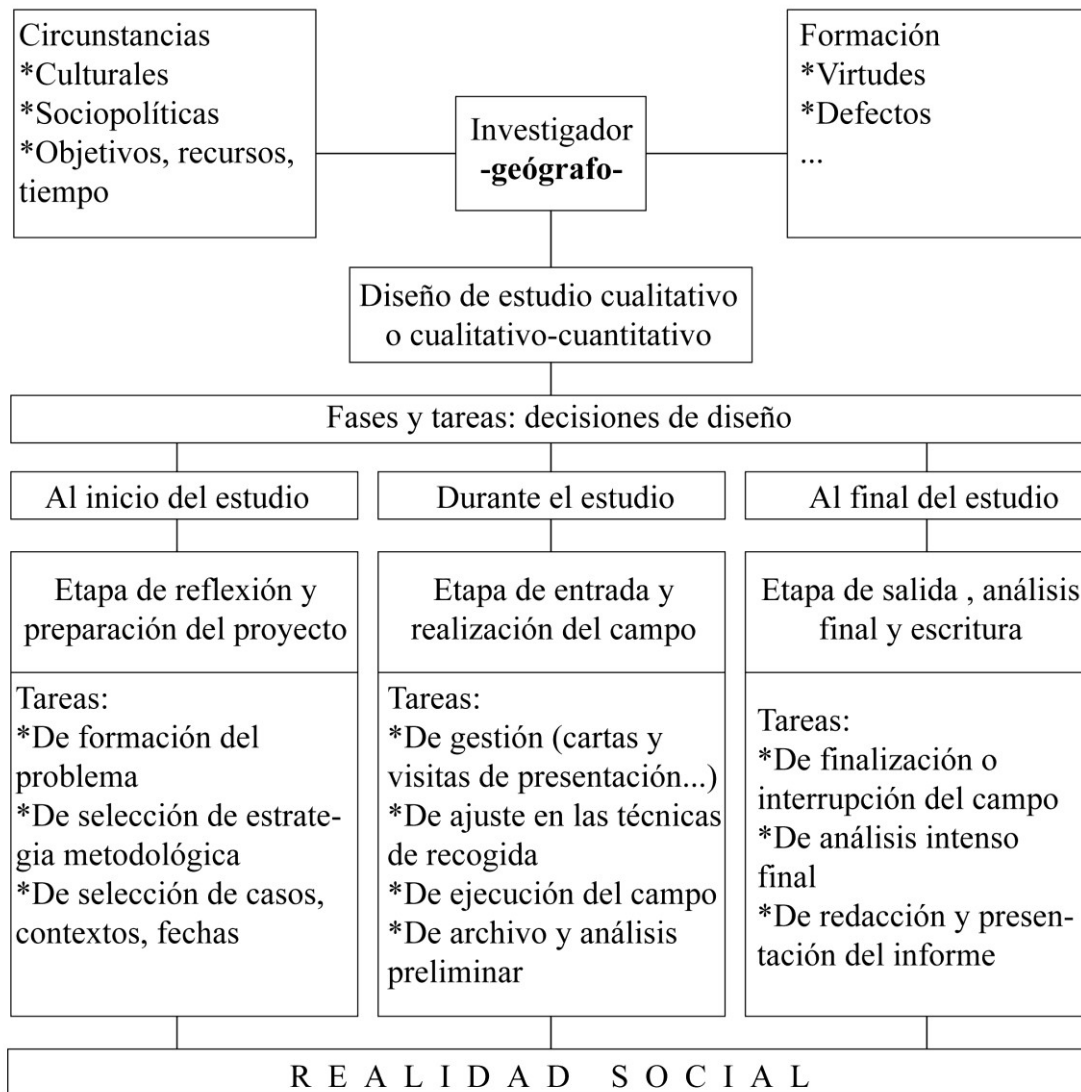 Circunstancias
*Culturales
*Sociopolíticas
*Objetivos, recursos,
tiempo
Investigador
-geógrafo-
Formación
*Virtudes
*Defectos
...
Diseño de estudio cualitativo
o cualitativo-cuantitativo
Fases y tareas: decisiones de diseño
Al inicio del estudio
Durante el estudio
Al final del estudio
Etapa de reflexión y
preparación del proyecto
Etapa de entrada y
realización del campo
Etapa de salida , análisis
final y escritura
Tareas:
*De formación del
problema
*De selección de estrate-
gia metodológica
*De selección de casos,
contextos, fechas
Tareas:
*De gestión (cartas y
visitas de presentación...)
*De ajuste en las técnicas
de recogida
*De ejecución del campo
*De archivo y análisis
preliminar
Tareas:
*De finalización o
interrupción del campo
*De análisis intenso
final
*De redacción y presen-
tación del informe
R E A L I D A D   S O C I A L